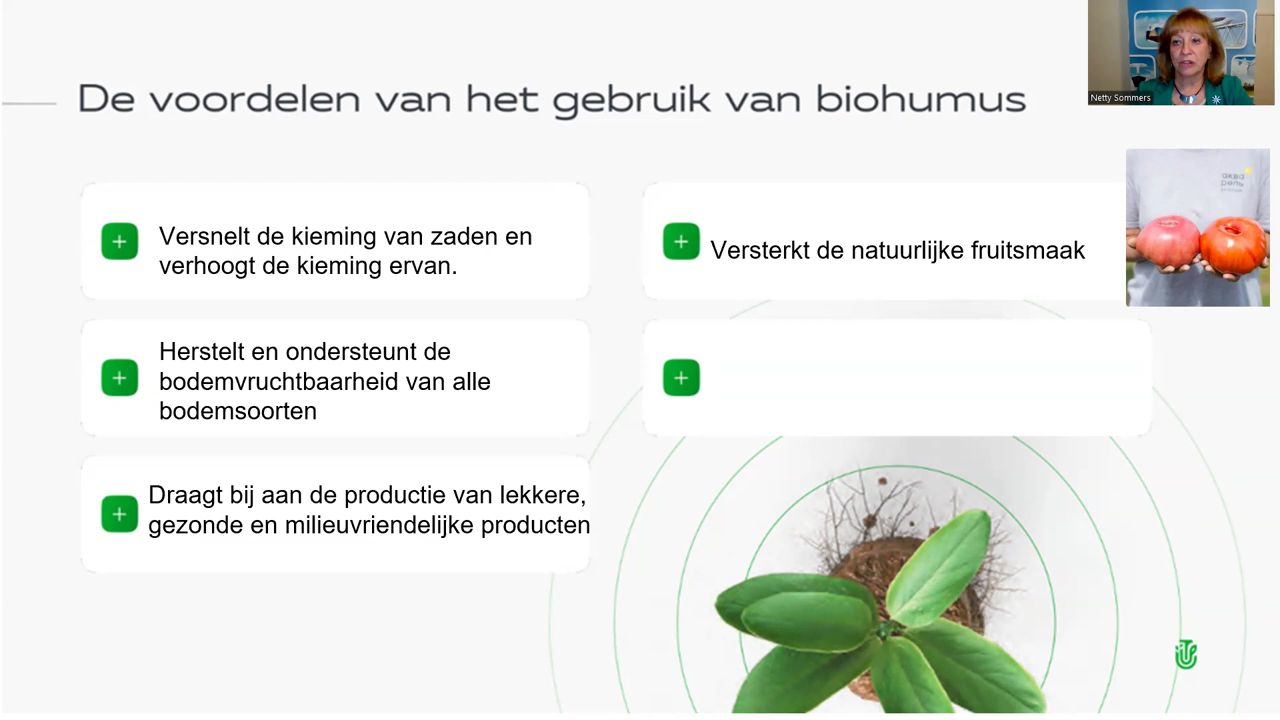 De voordelen van het gebruik van biohumus
Netty Sommers
Versnelt de kieming van zaden en
verhoogt de kieming ervan.
Versterkt de natuurlijke fruitsmaak
Herstelt en ondersteunt de
bodemvruchtbaarheid van alle
bodemsoorten
Draagt bij aan de productie van lekkere,
gezonde en milieuvriendelijke producten